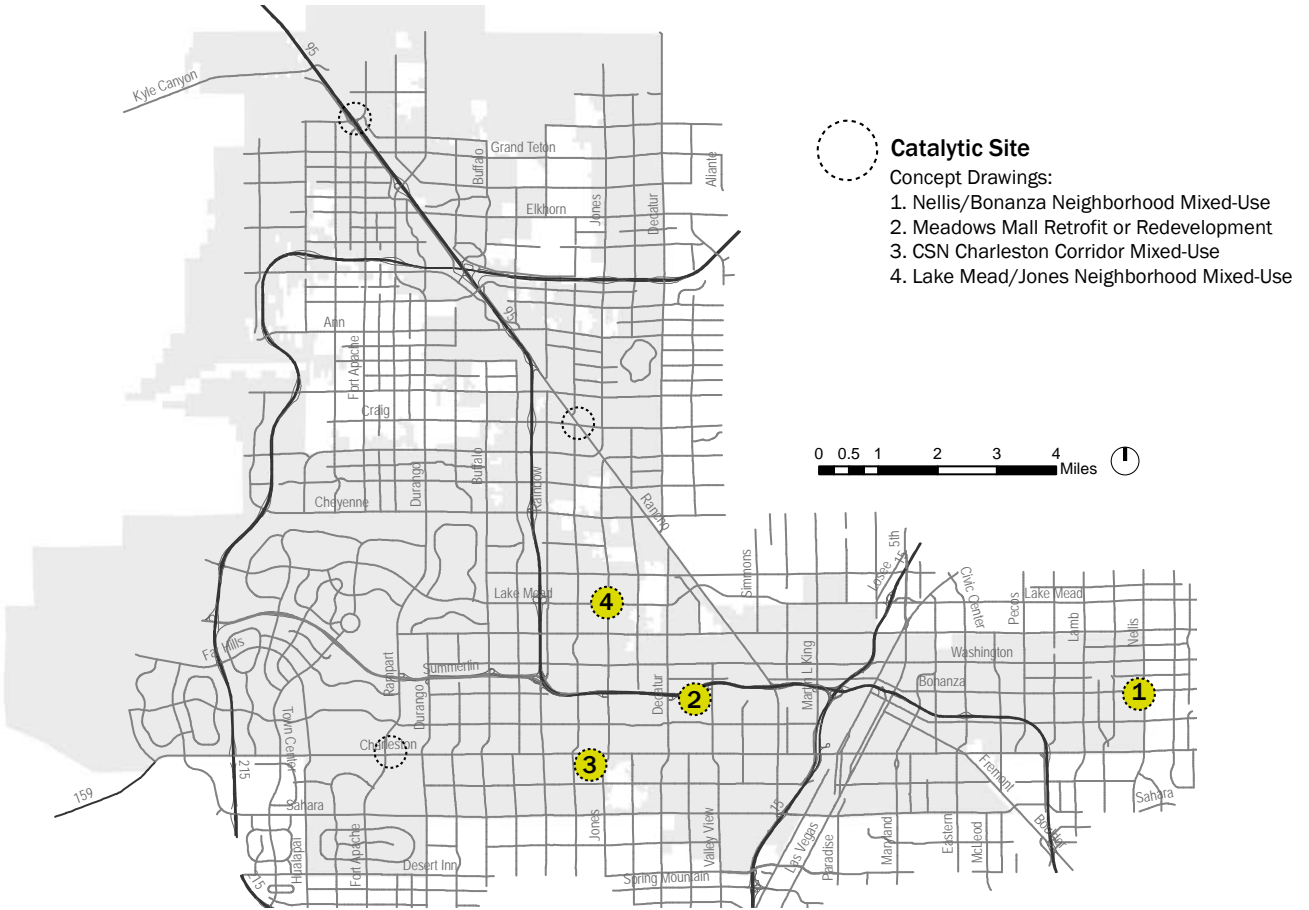 95
Kyle Canyon
Catalytic Site
Concept Drawings:
1. Nellis/Bonanza Neighborhood Mixed-Use
2. Meadows Mall Retrofit or Redevelopment
3. CSN Charleston Corridor Mixed-Use
4. Lake Mead/Jones Neighborhood Mixed-Use
Grand Teton
Buffalo
Aliante
Elkhorn
Jones
Decatur
95
Ann
Fort Apache
Craig
0 0.5 1 2 3 4
Miles
Buffalo
Durango
Rainbow
Cheyenne
Rancho
Simmons
Losee
5th
15
Civic Center
Pecos
Lake Mead
Lamb
Nellis
Lake Mead
4
Washington
Martin L King
Bonanza
Summerlin
Rampart
Durango
Decatur
2
1
Town Center
Charleston
3
215
159
Sahara
Fremont
Sahara
15
Jones
Valley View
Las Vegas
Paradise
Maryland
Eastern
McLeod
Hualapai
Fort Apache
Desert Inn
Spring Mountain